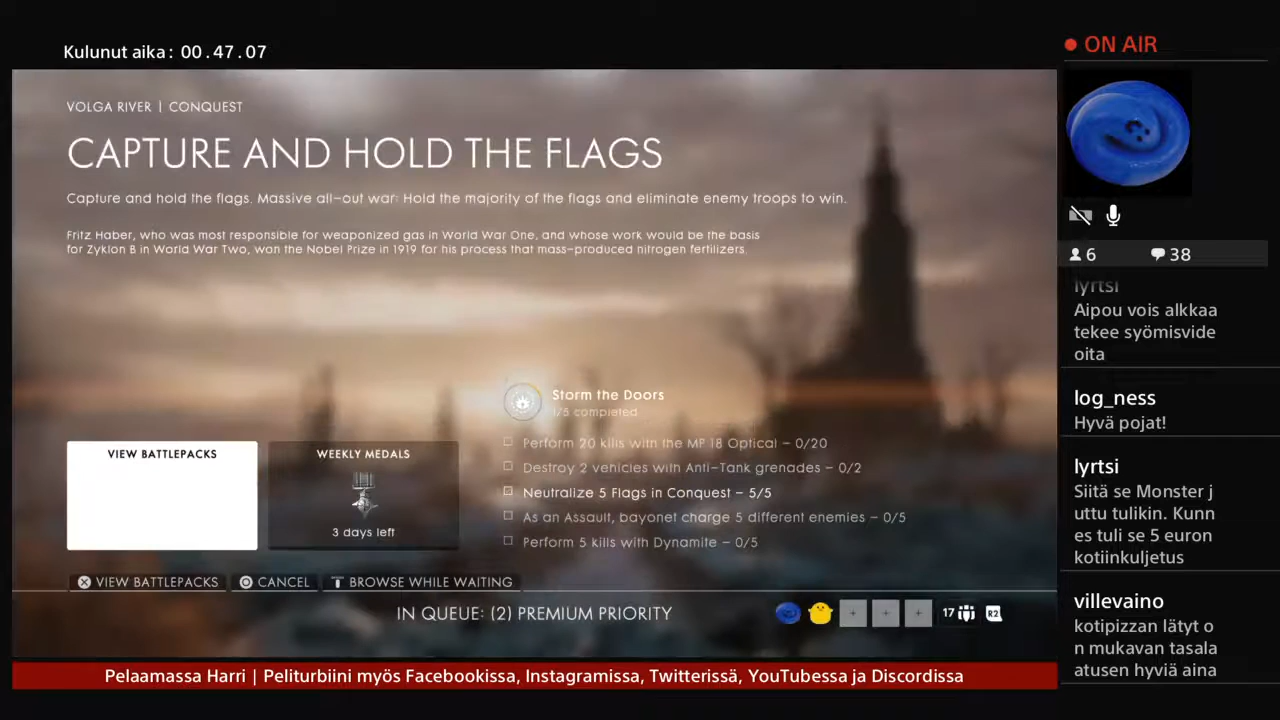 Kulunut aika: 00.47.07
ON AIR
VOLGA RIVER | CONQUEST
CAPTURE AND HOLD THE FLAGS
Capture and hold the flags. Massive all-out war: Hold the majority of the flags and eliminate enemy troops to win.
Fritz Haber, who was most responsible for weaponized gas in World War One, and whose work would be the basis
for Zyklon B in World War Two, won the Nobel Prize in 1919 for his process that mass-produced nitrogen fertilizers.
Storm the Doors
1/5 completed
Perform 20 kills with the MP 18 Optical - 0/20
Destroy 2 vehicles with Anti-Tank grenades - 0/2
Neutralize 5 Flags in Conquest - 5/5
As an Assault, bayonet charge 5 different enemies - 0/5
Perform 5 kills with Dynamite - 0/5
VIEW BATTLEPACKS
WEEKLY MEDALS
3 days left
VIEW BATTLEPACKS CANCEL BROWSE WHILE WAITING
IN QUEUE: (2) PREMIUM PRIORITY
17 R2
Pelaamassa Harri | Peliturbiini myös Facebookissa, Instagramissa, Twitterissä, YouTubessa ja Discordissa
6 38
lyrtsi
Aipou vois alkkaa
tekee syömisvide
oita
log_ness
Hyvä pojat!
lyrtsi
Siitä se Monster j
uttu tulikin. Kunn
es tuli se 5 euron
kotiinkuljetus
villevaino
kotipizzan lätyt o
n mukavan tasala
atusen hyviä aina